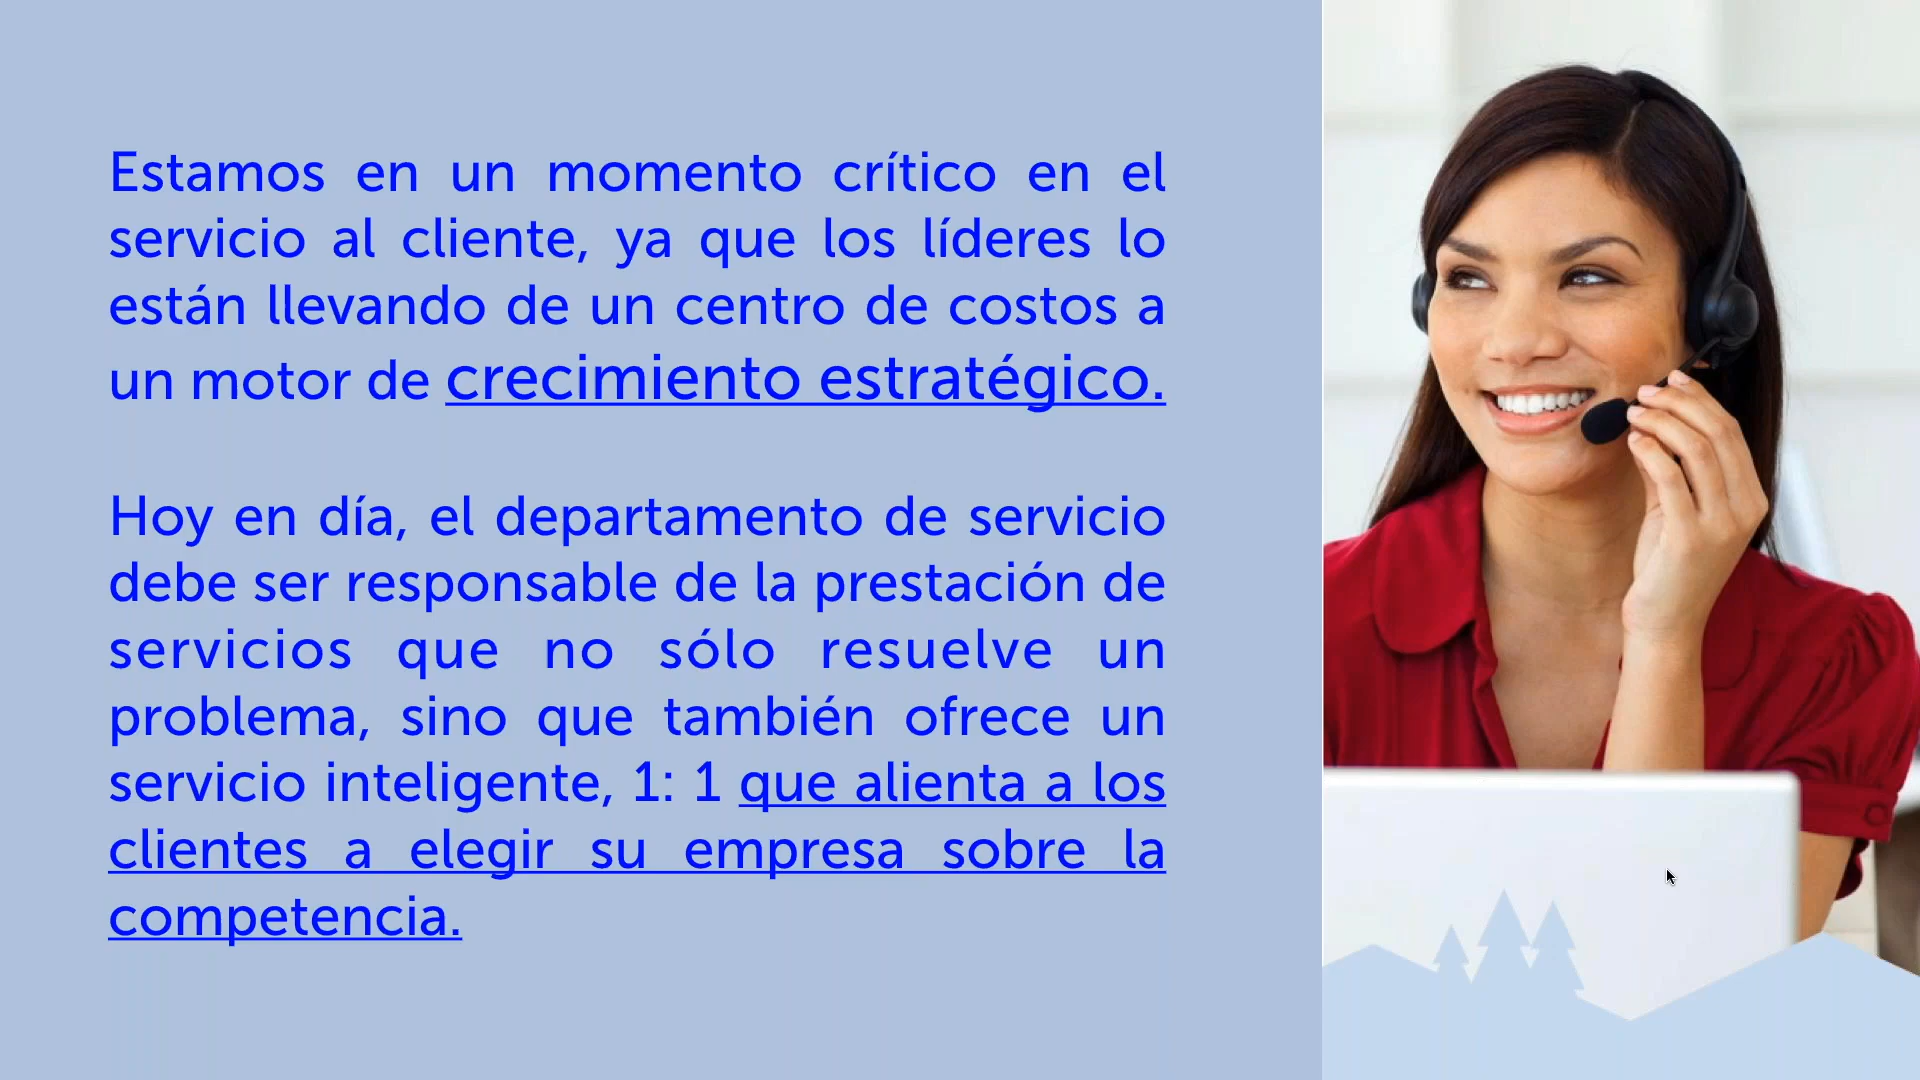 Estamos en un momento crítico en el
servicio al cliente, ya que los líderes lo
están llevando de un centro de costos a
un motor de crecimiento estratégico.
Hoy en día, el departamento de servicio
debe ser responsable de la prestación de
servicios que no sólo resuelve un
problema, sino que también ofrece un
servicio inteligente, 1: 1 que alienta a los
clientes a elegir su empresa sobre la
competencia.